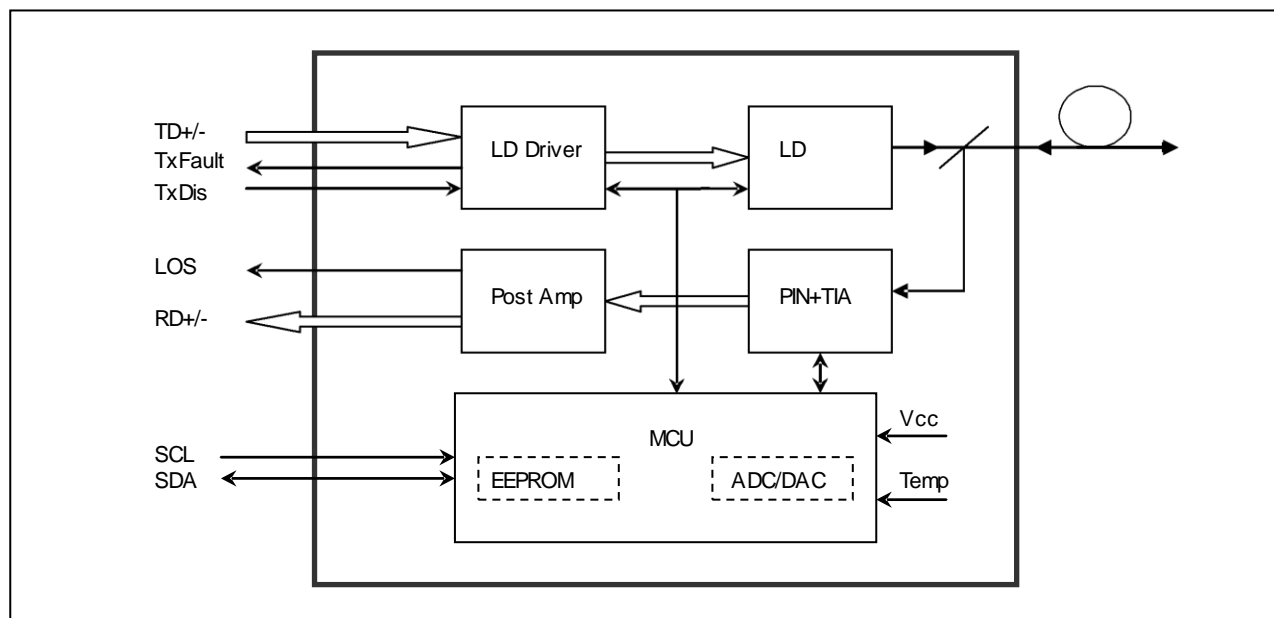 TD+/-
TxFault
TxDis
LD Driver
LD
LOS
RD+/-
Post Amp
PIN+TIA
SCL
SDA
MCU
EEPROM
ADC/DAC
Vcc
Temp